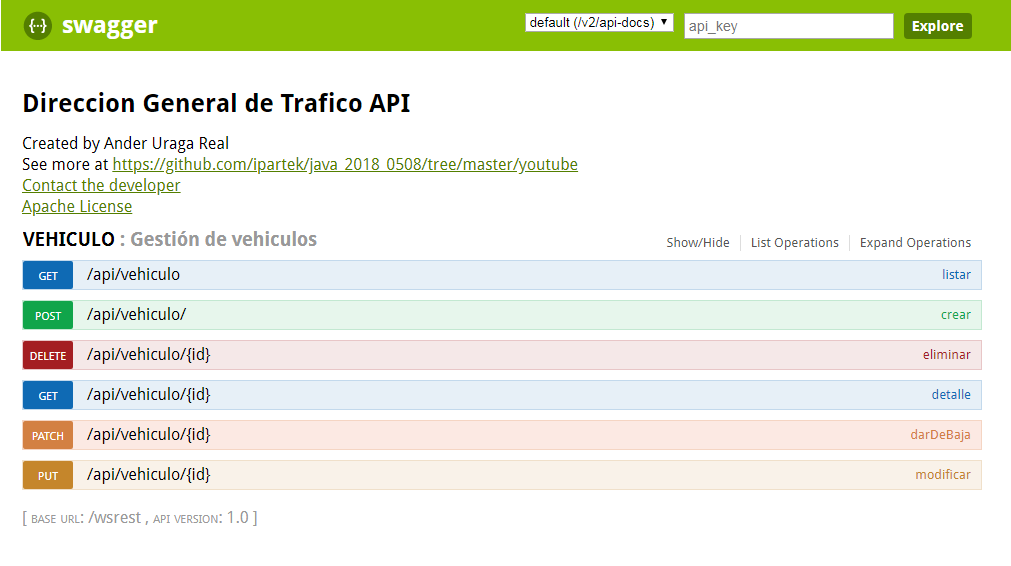 {···} swagger default (/v2/api-docs) ▼ api_key Explore
Direccion General de Trafico API
Created by Ander Uraga Real
See more at https://github.com/ipartek/java_2018_0508/tree/master/youtube
Contact the developer
Apache License
VEHICULO : Gestión de vehiculos Show/Hide List Operations Expand Operations
GET /api/vehiculo listar
POST /api/vehiculo/ crear
DELETE /api/vehiculo/{id} eliminar
GET /api/vehiculo/{id} detalle
PATCH /api/vehiculo/{id} darDeBaja
PUT /api/vehiculo/{id} modificar
[ BASE URL: /wsrest , API VERSION: 1.0 ]